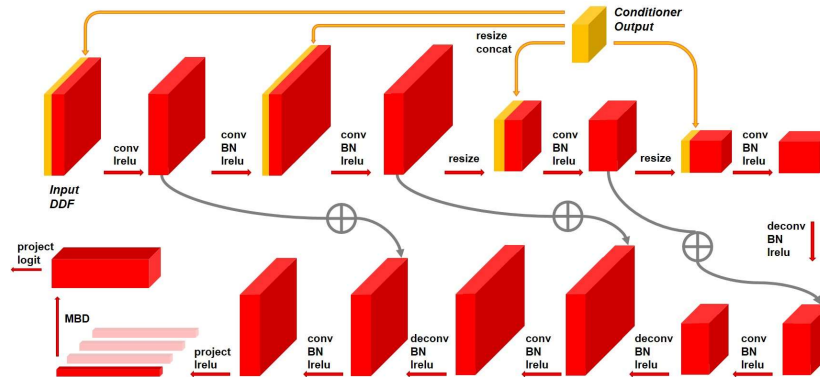 Conditioner
Output
resize
concat
conv
lrelu
conv
BN
lrelu
conv
BN
lrelu
resize
conv
BN
lrelu
resize
conv
BN
lrelu
Input
DDF
deconv
BN
lrelu
project
logit
MBD
project
lrelu
conv
BN
lrelu
deconv
BN
lrelu
conv
BN
lrelu
deconv
BN
lrelu
conv
BN
lrelu